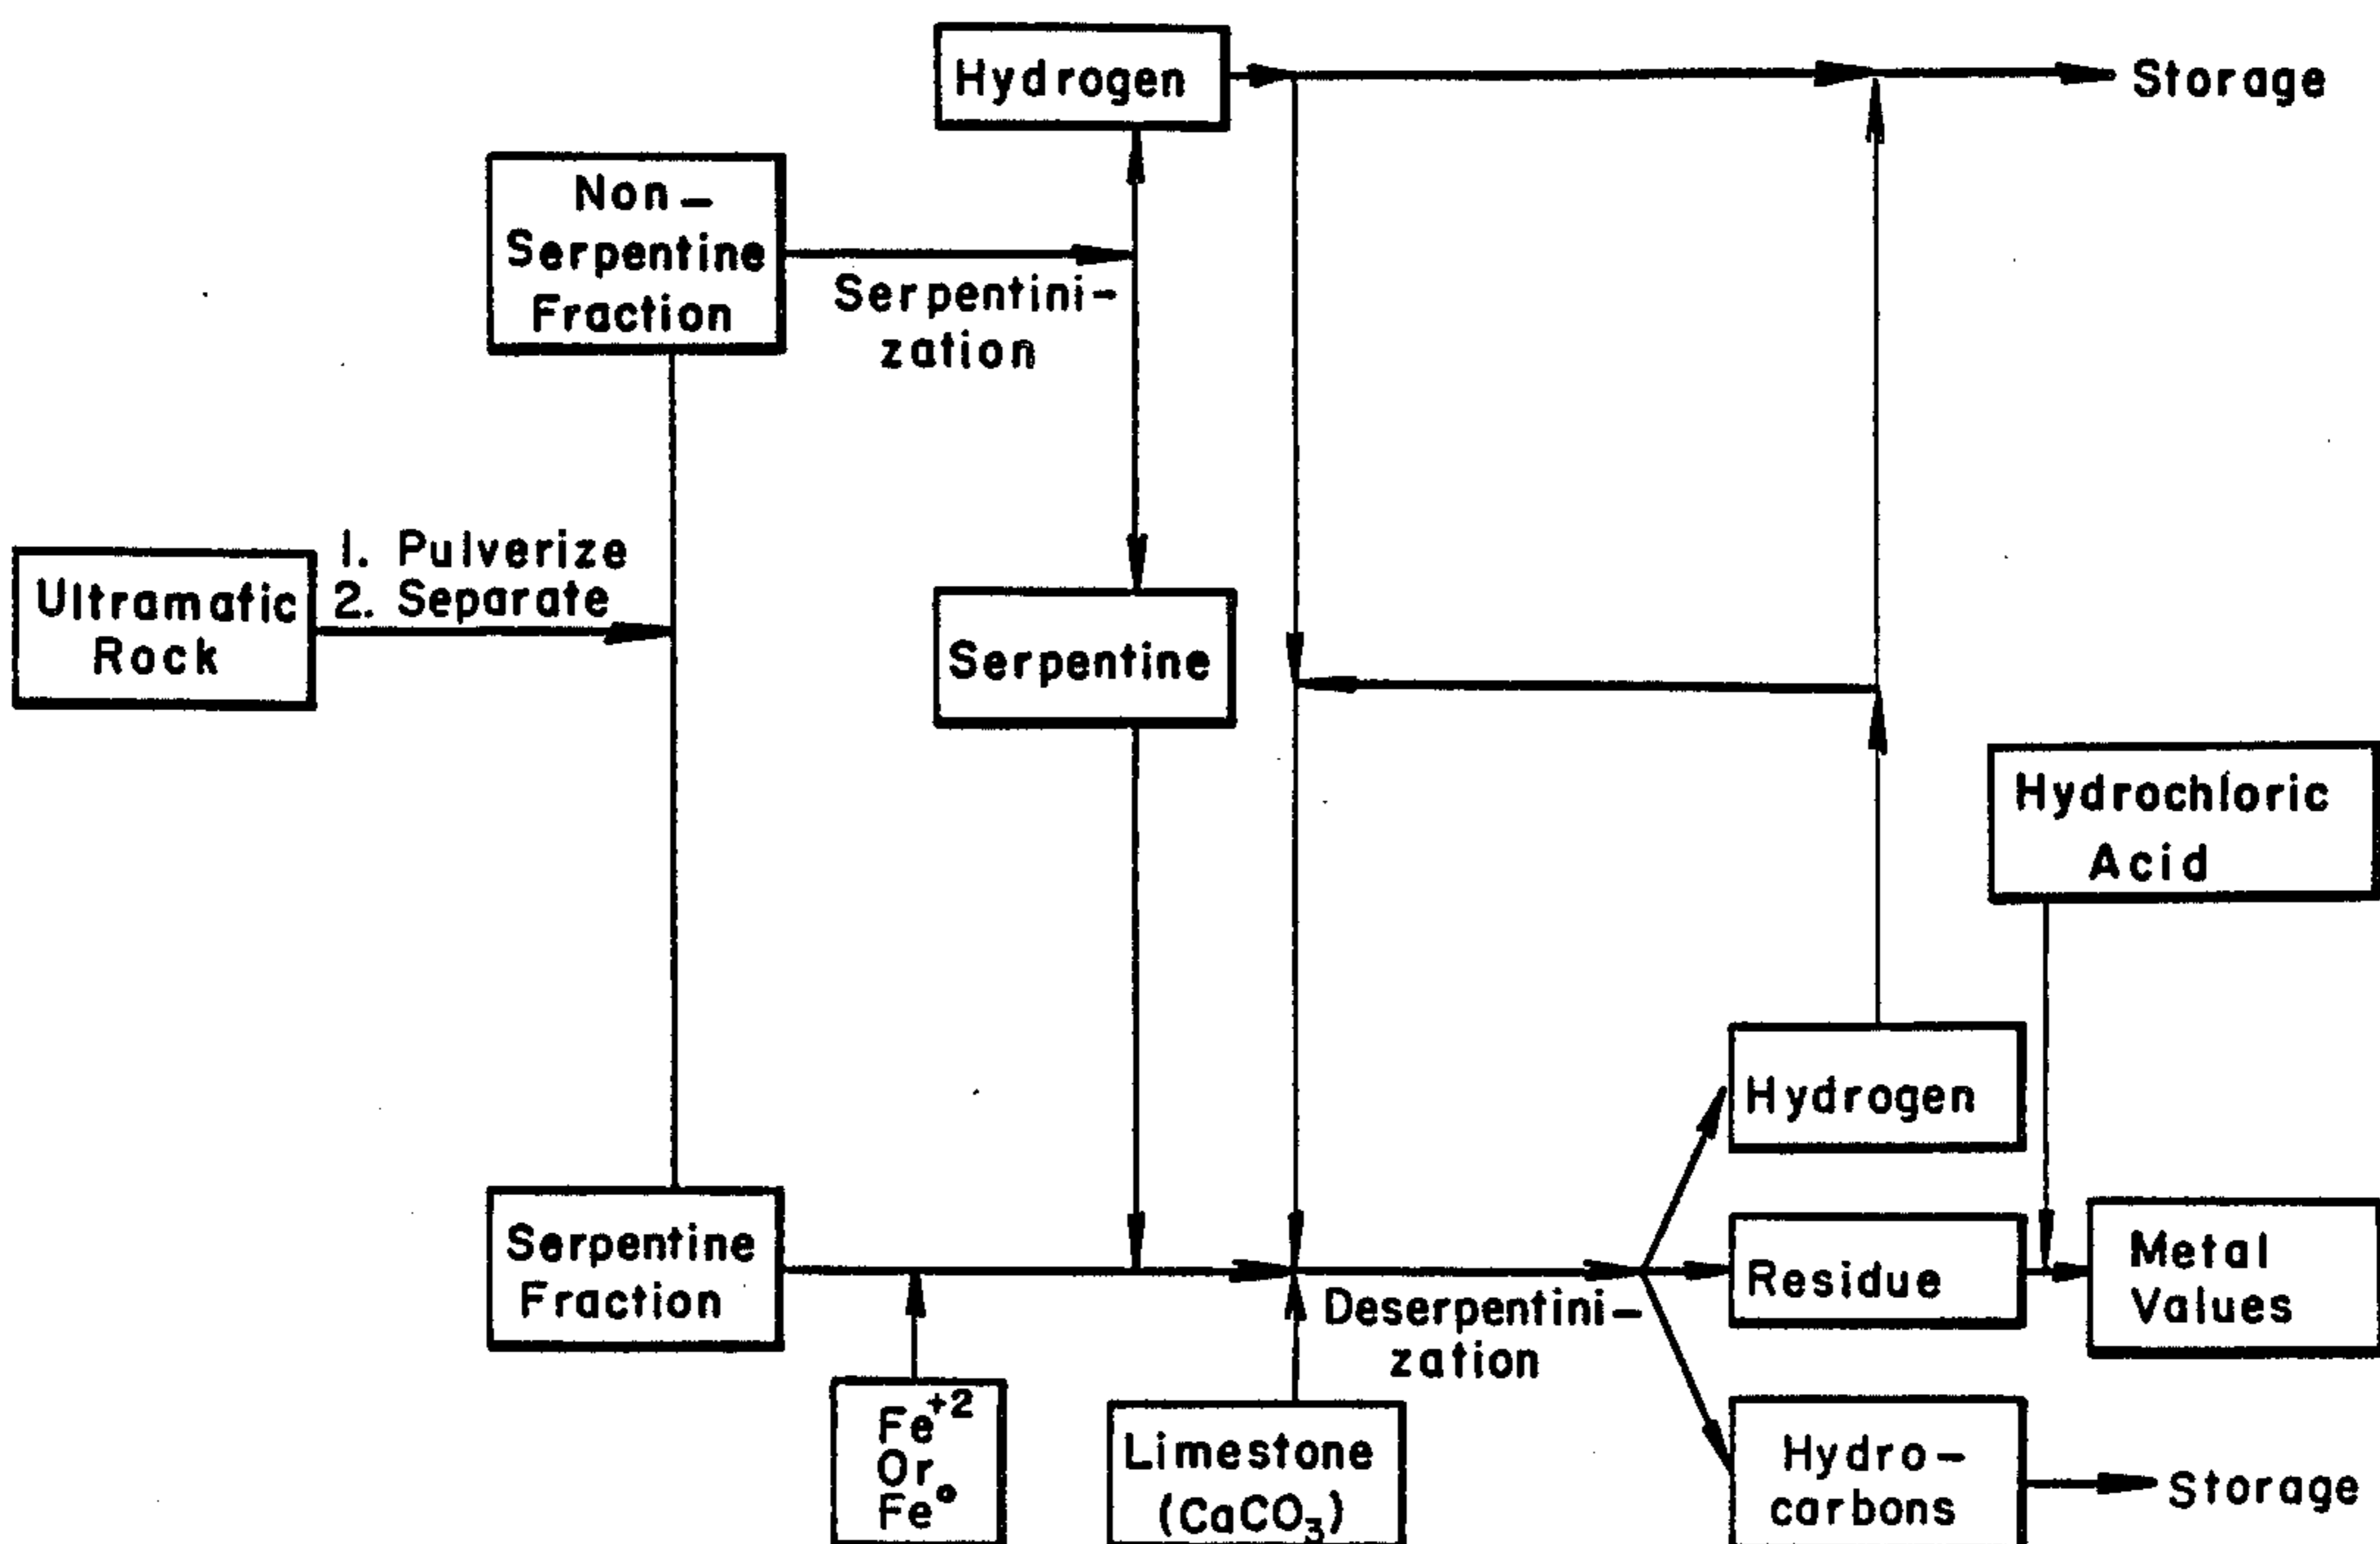 Hydrogen
Storage
Non-
Serpentine
Fraction
Serpentini-
zation
1. Pulverize
2. Separate
Ultramafic
Rock
Serpentine
Hydrochloric
Acid
Hydrogen
Serpentine
Fraction
Residue
Metal
Values
Deserpentini-
zation
Fe+2
Or
Fe°
Limestone
(CaCO3)
Hydro-
carbons
Storage